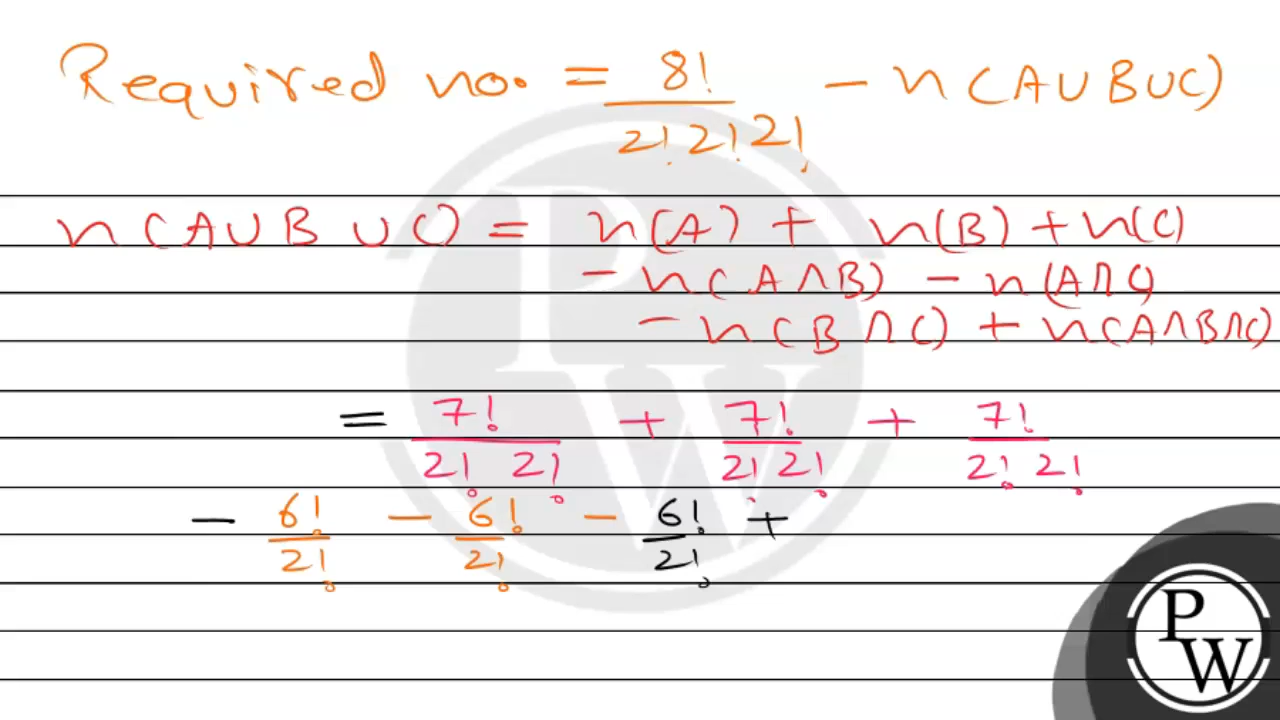 Required no. = 8!/2! 2! 2! - n(A∪B∪C)
n(A∪B∪C) = n(A) + n(B) + n(C)
- n(A∩B) - n(A∩C)
- n(B∩C) + n(A∩B∩C)
= 7!/2! 2! + 7!/2! 2! + 7!/2! 2!
- 6!/2! - 6!/2! - 6!/2! +
PW
PW